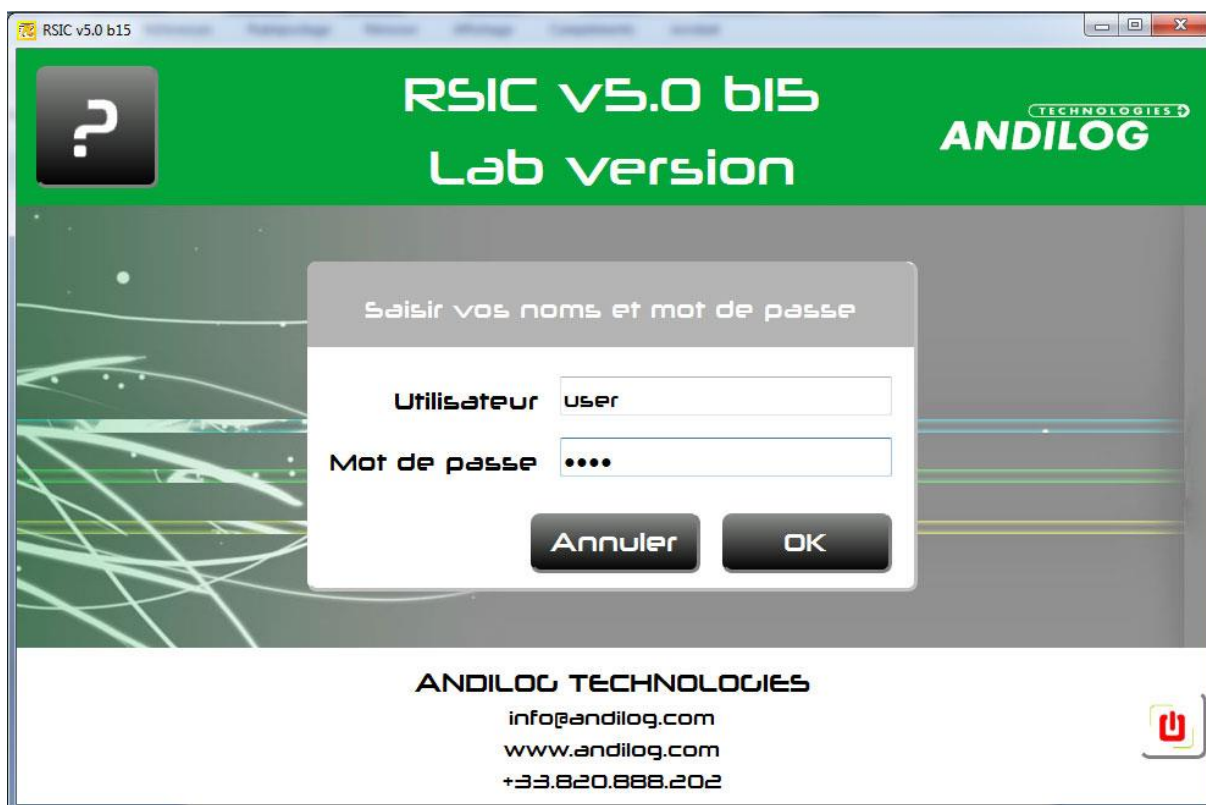 RSIC v5.0 b15
?
RSIC v5.0 b15
Lab version
TECHNOLOGIES
ANDILOG
Saisir vos noms et mot de passe
Utilisateur user
Mot de passe ••••
Annuler OK
ANDILOG TECHNOLOGIES
info@andilog.com
www.andilog.com
+33.820.888.202